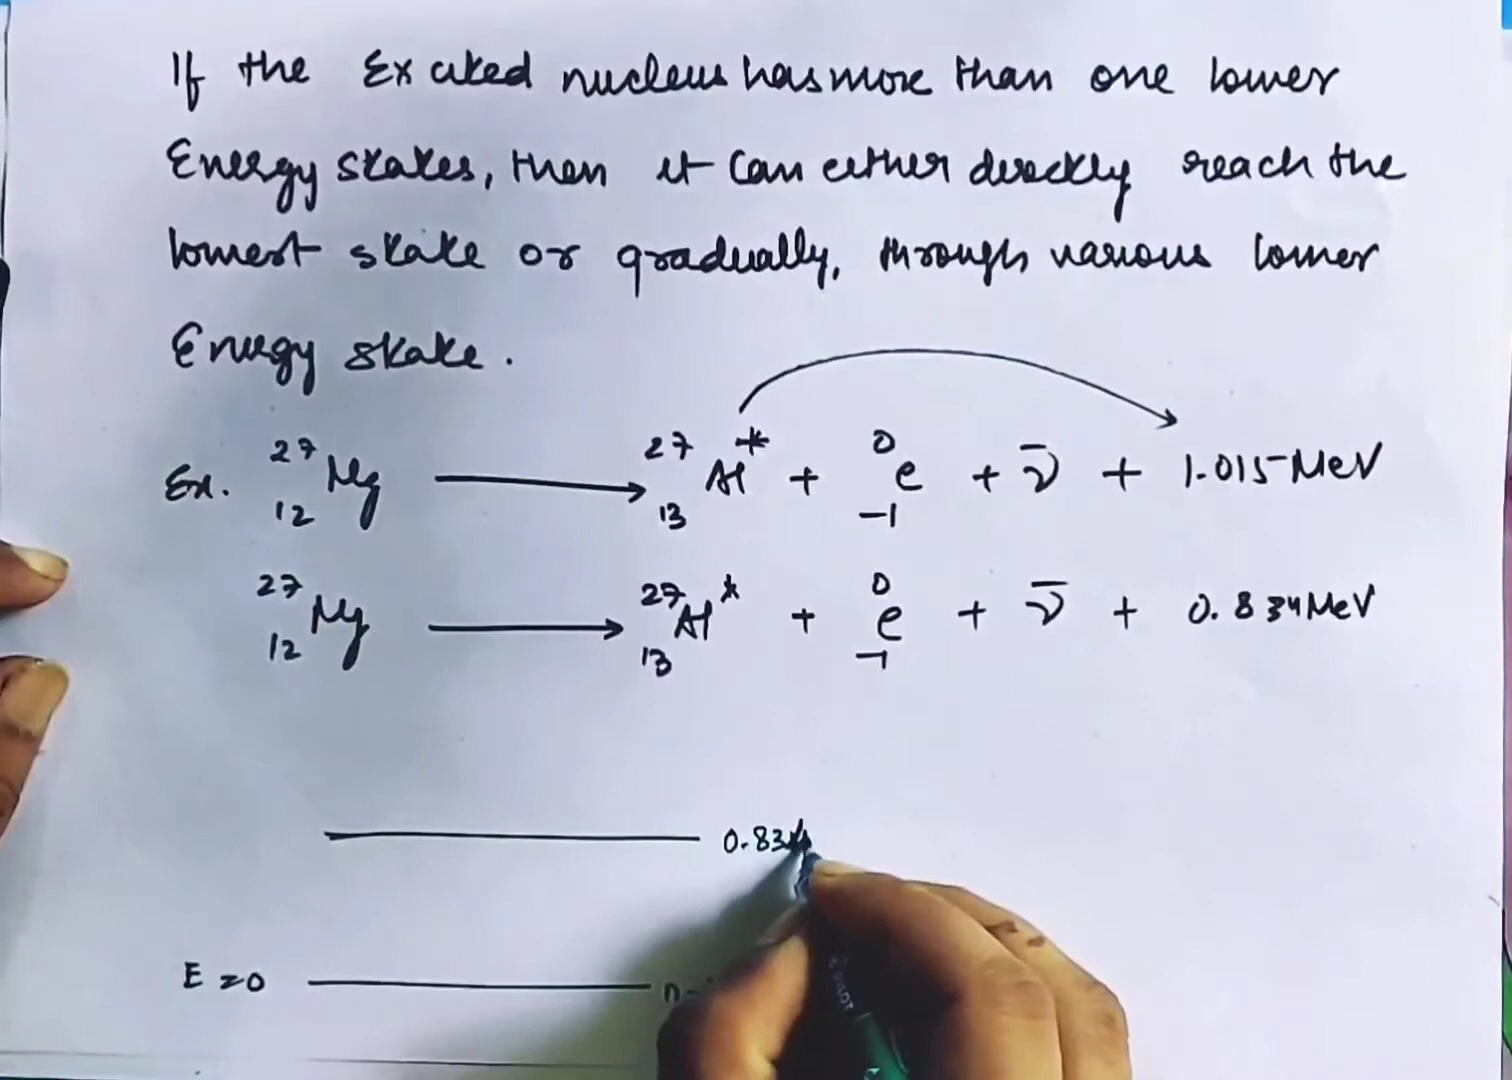 If the Excited nucleus has more than one lower
Energy states, then it can either directly reach the
lowest state or gradually, through various lower
Energy state.
Ex. ²⁷₁₂Mg ⟶ ²⁷₁₃Al* + ⁰₋₁e + ν̅ + 1.015 MeV
²⁷₁₂Mg ⟶ ²⁷₁₃Al* + ⁰₋₁e + ν̅ + 0.834 MeV
0.834
E = 0